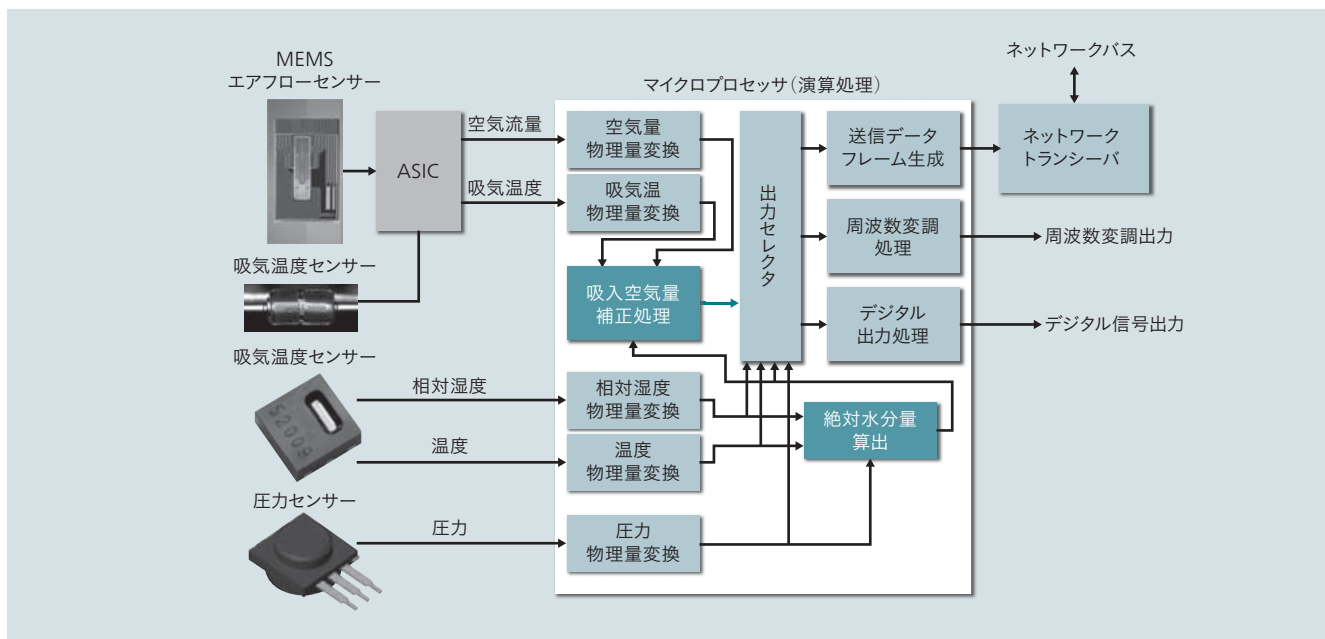 MEMS
エアフローセンサー
ネットワークバス
マイクロプロセッサ（演算処理）
空気流量
空気量
物理量変換
送信データ
フレーム生成
ネットワーク
トランシーバ
ASIC
吸気温度
吸気温
物理量変換
出力セレクタ
周波数変調
処理
周波数変調出力
吸気温度センサー
吸入空気量
補正処理
デジタル
出力処理
デジタル信号出力
吸気温度センサー
相対湿度
相対湿度
物理量変換
絶対水分量
算出
S2009
温度
温度
物理量変換
圧力センサー
圧力
圧力
物理量変換